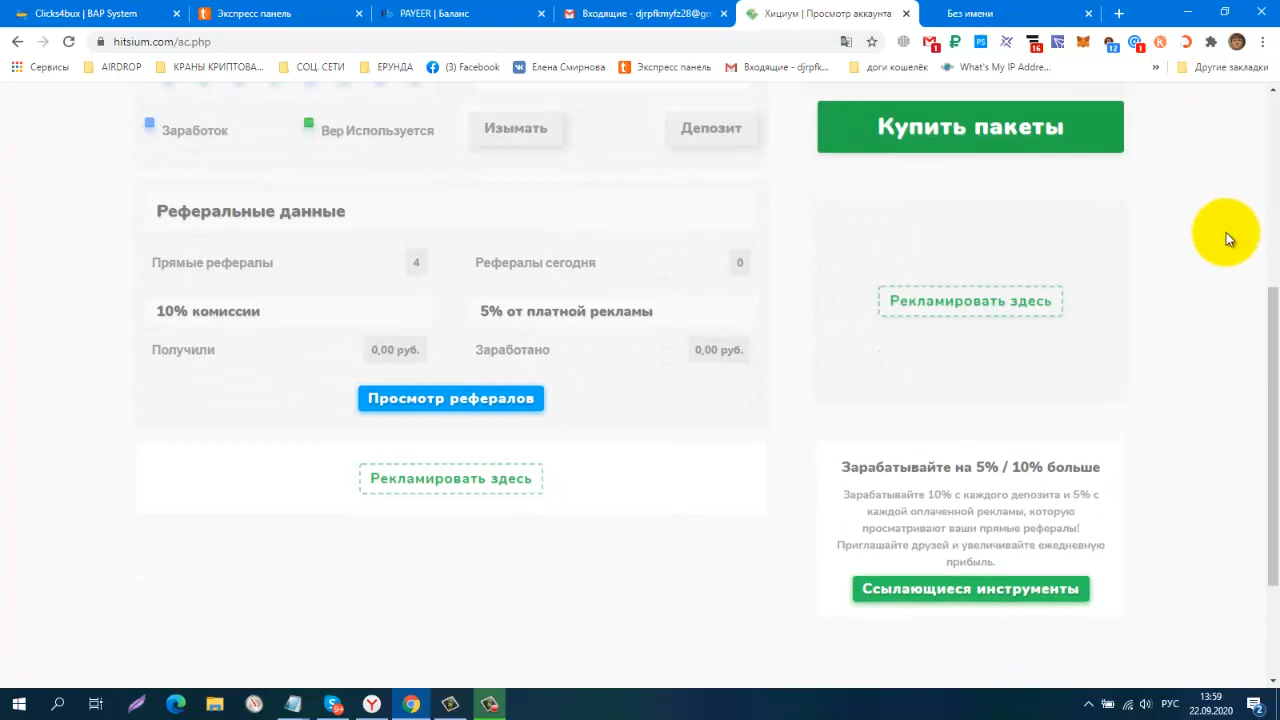 Clicks4bux | BAP System
Экспресс панель
PAYEER | Баланс
Входящие - djrpfkmyfz28@gm
Хициум | Просмотр аккаунта
Без имени
hitsium.com/ac.php
1
16
12
1
Сервисы
AIRDROP
КРАНЫ КРИПТОВА...
СОЦ. СЕТИ
ЕРУНДА
(3) Facebook
Елена Смирнова
Экспресс панель
Входящие - djrpfk...
доги кошелёк
What's My IP Addre...
»
Другие закладки
Заработок
Вер Используется
Изымать
Депозит
Купить пакеты
Реферальные данные
Прямые рефералы
4
Рефералы сегодня
0
10% комиссии
5% от платной рекламы
Получили
0,00 руб.
Заработано
0,00 руб.
Просмотр рефералов
Рекламировать здесь
Рекламировать здесь
Зарабатывайте на 5% / 10% больше
Зарабатывайте 10% с каждого депозита и 5% с
каждой оплаченной рекламы, которую
просматривают ваши прямые рефералы!
Приглашайте друзей и увеличивайте ежедневную
прибыль.
Ссылающиеся инструменты
РУС
13:59
22.09.2020
2